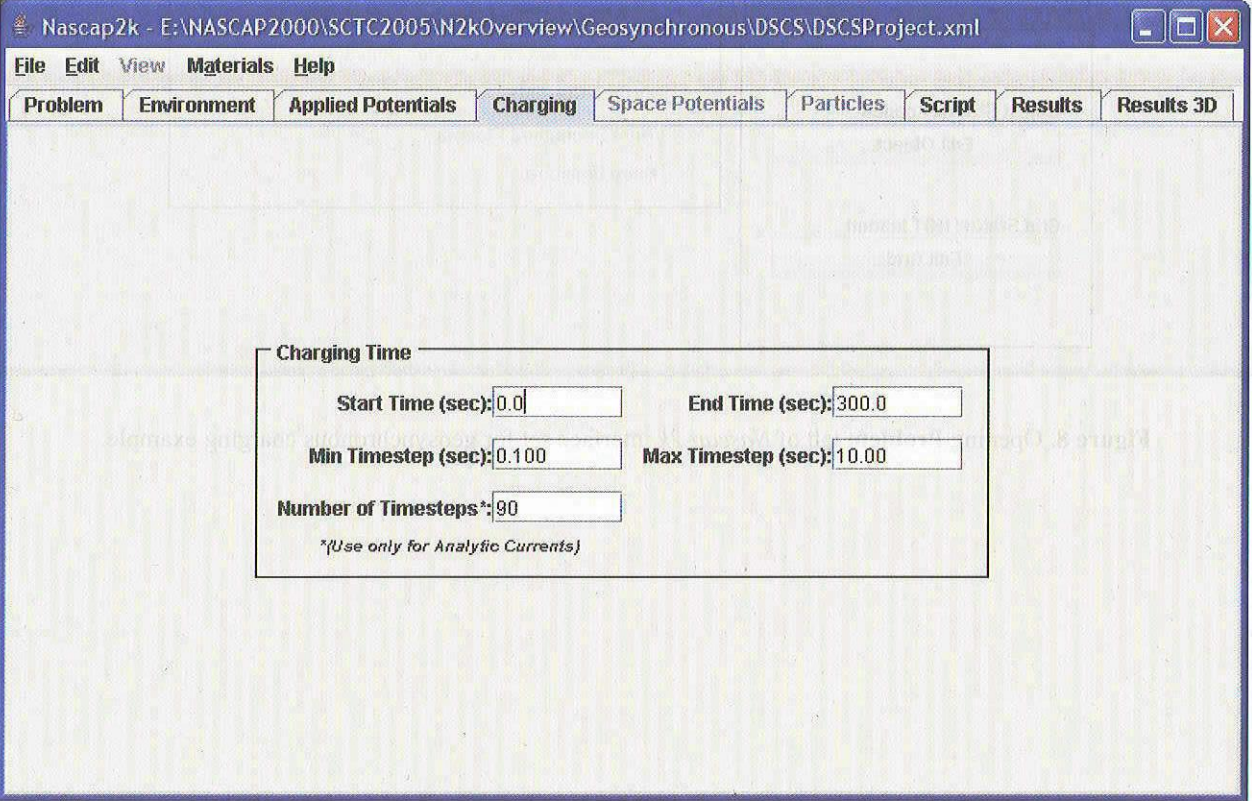 Nascap2k - E:\NASCAP2000\SCTC2005\N2kOverview\Geosynchronous\DSCS\DSCSProject.xml
File Edit View Materials Help
Problem Environment Applied Potentials Charging Space Potentials Particles Script Results Results 3D
Charging Time
Start Time (sec): 0.0 End Time (sec): 300.0
Min Timestep (sec): 0.100 Max Timestep (sec): 10.00
Number of Timesteps*: 90
*(Use only for Analytic Currents)